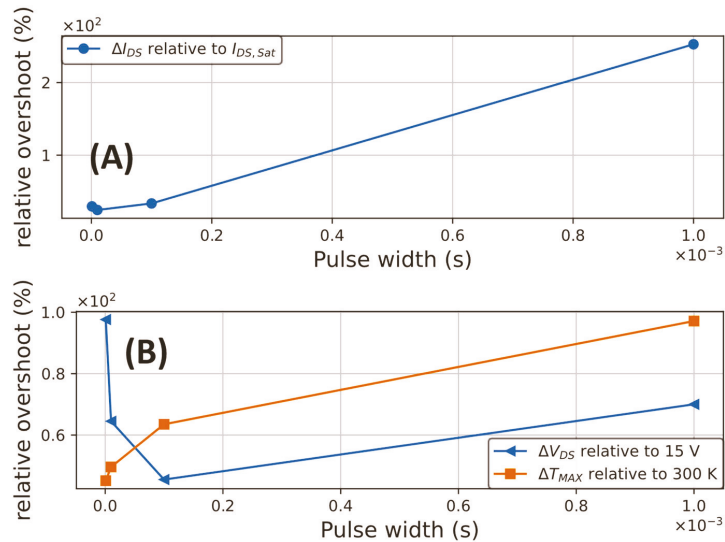 ×10²
ΔI_DS relative to I_DS,Sat
relative overshoot (%)
2
1
(A)
0.0 0.2 0.4 0.6 0.8 1.0
×10⁻³
Pulse width (s)
×10²
relative overshoot (%)
1.0
0.8
0.6
(B)
ΔV_DS relative to 15 V
ΔT_MAX relative to 300 K
0.0 0.2 0.4 0.6 0.8 1.0
×10⁻³
Pulse width (s)